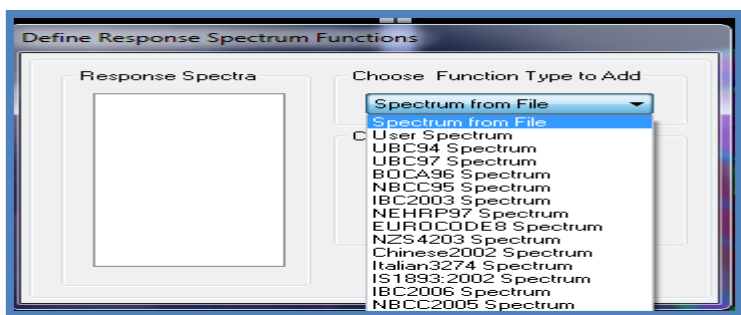 Define Response Spectrum Functions
Response Spectra
Choose Function Type to Add
Spectrum from File
Spectrum from File
C
User Spectrum
UBC94 Spectrum
UBC97 Spectrum
BOCA96 Spectrum
NBCC95 Spectrum
IBC2003 Spectrum
NEHRP97 Spectrum
EUROCODE8 Spectrum
NZS4203 Spectrum
Chinese2002 Spectrum
Italian3274 Spectrum
IS1893:2002 Spectrum
IBC2006 Spectrum
NBCC2005 Spectrum